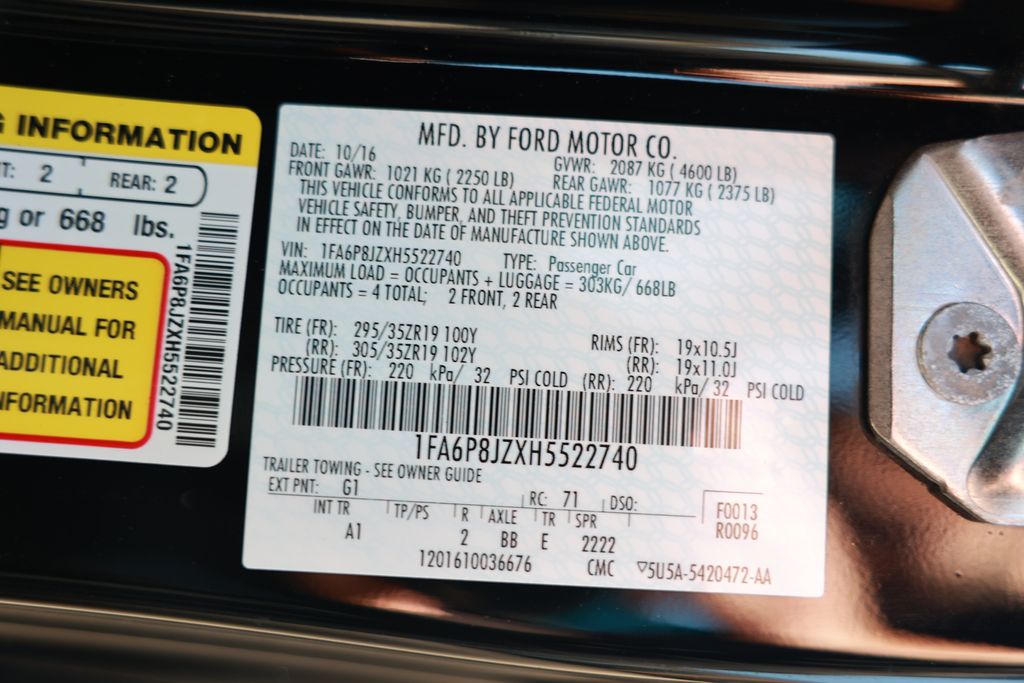 G INFORMATION
T: 2 REAR: 2
g or 668 lbs.
SEE OWNERS
MANUAL FOR
ADDITIONAL
INFORMATION
1FA6P8JZXH5522740
MFD. BY FORD MOTOR CO.
DATE: 10/16 GVWR: 2087 KG ( 4600 LB)
FRONT GAWR: 1021 KG ( 2250 LB) REAR GAWR: 1077 KG ( 2375 LB)
THIS VEHICLE CONFORMS TO ALL APPLICABLE FEDERAL MOTOR
VEHICLE SAFETY, BUMPER, AND THEFT PREVENTION STANDARDS
IN EFFECT ON THE DATE OF MANUFACTURE SHOWN ABOVE.
VIN: 1FA6P8JZXH5522740 TYPE: Passenger Car
MAXIMUM LOAD = OCCUPANTS + LUGGAGE = 303KG/ 668LB
OCCUPANTS = 4 TOTAL; 2 FRONT, 2 REAR
TIRE (FR): 295/35ZR19 100Y RIMS (FR): 19x10.5J
(RR): 305/35ZR19 102Y (RR): 19x11.0J
PRESSURE (FR): 220 kPa/ 32 PSI COLD (RR): 220 kPa/ 32 PSI COLD
1FA6P8JZXH5522740
TRAILER TOWING - SEE OWNER GUIDE
EXT PNT: G1 RC: 71 DSO: F0013
INT TR TP/PS R AXLE TR SPR R0096
A1 2 BB E 2222
1201610036676 CMC ▽5U5A-5420472-AA